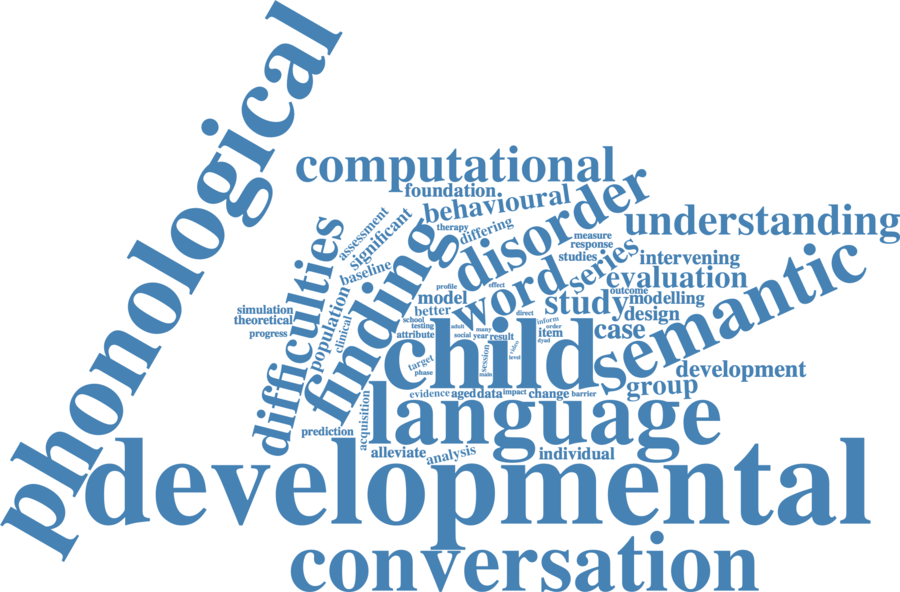 phonological
computational
foundation
behavioural
disorder
understanding
assessment
significant
therapy
differing
measure
response
studies
series
intervening
difficulties
finding
baseline
population
clinical
profile
effect
word
evaluation
outcome
semantic
simulation
theoretical
progress
model
better
school
testing
attribute
adult
many
social
year
result
direct
inform
order
item
dyad
study
modelling
design
case
child
target
phase
session
main
video
level
development
group
evidence
aged
data
impact
change
barrier
acquisition
prediction
language
alleviate
analysis
individual
developmental
conversation